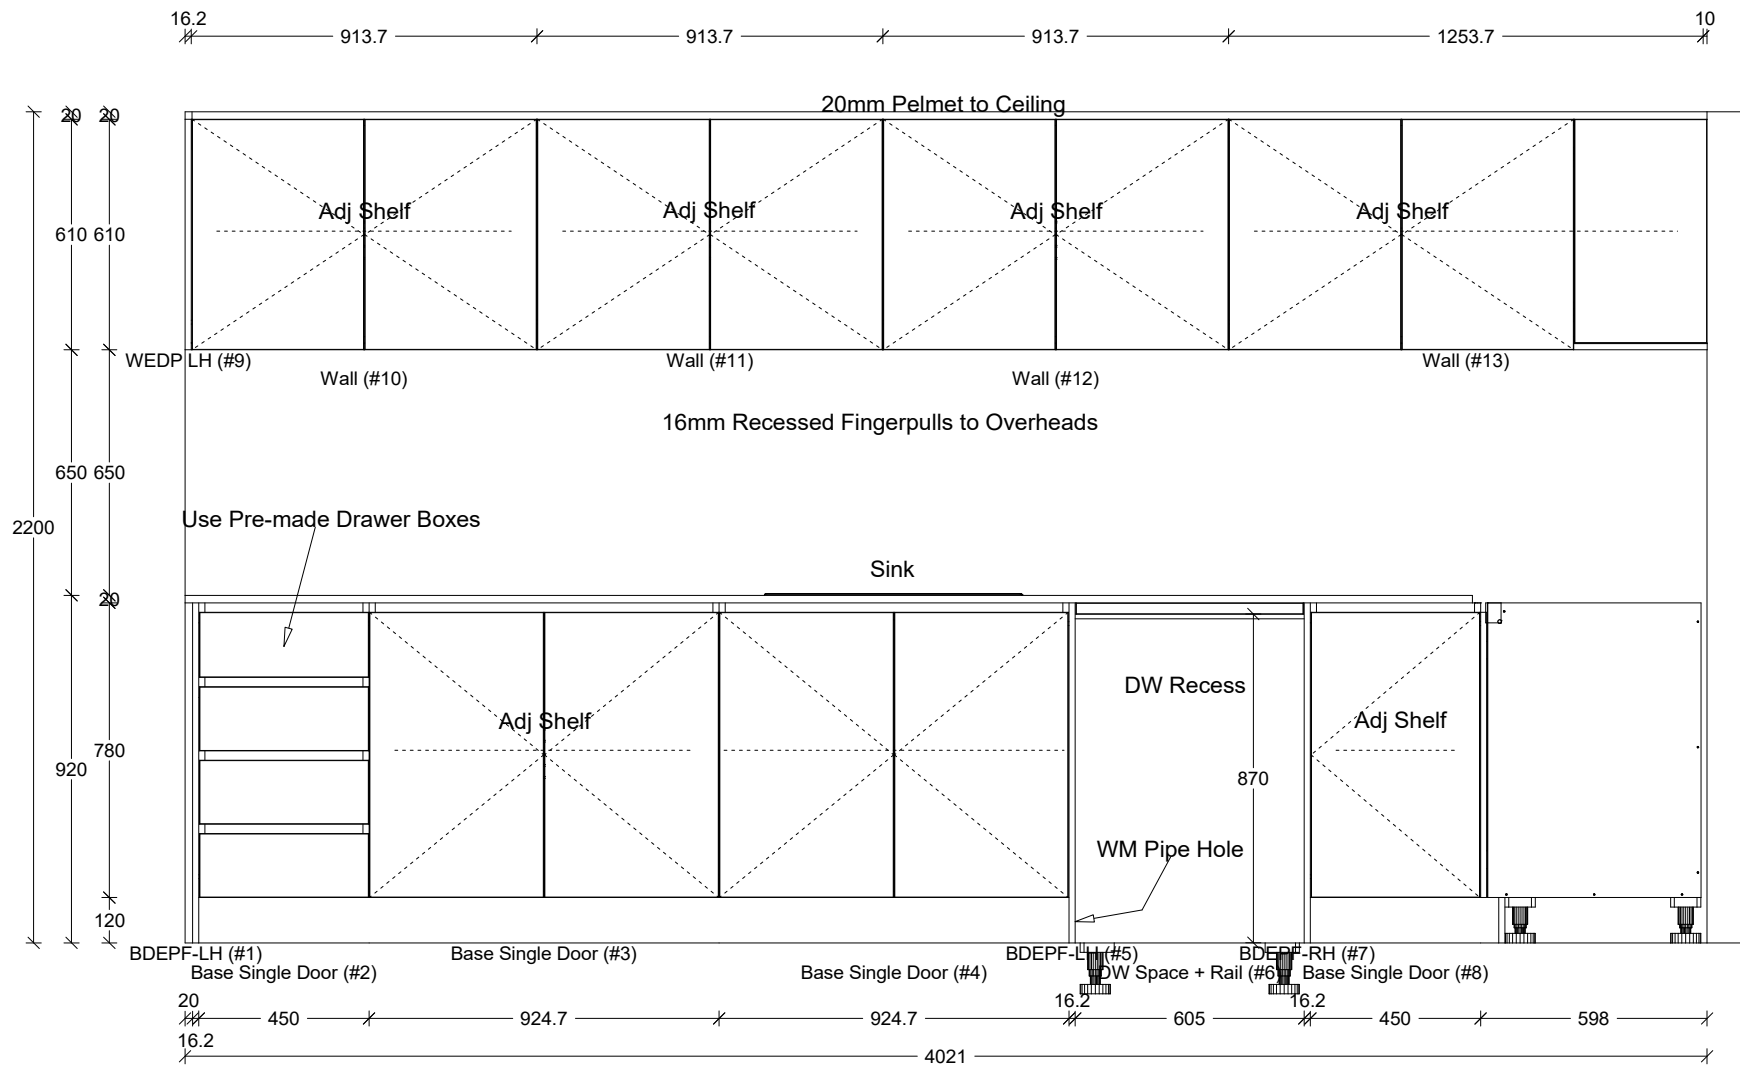 16.2
10
913.7
913.7
913.7
1253.7
20mm Pelmet to Ceiling
20
20
Adj Shelf
Adj Shelf
Adj Shelf
Adj Shelf
610
610
WEDP-LH (#9)
Wall (#11)
Wall (#13)
Wall (#10)
Wall (#12)
16mm Recessed Fingerpulls to Overheads
650
650
Use Pre-made Drawer Boxes
2200
Sink
20
DW Recess
Adj Shelf
Adj Shelf
780
920
870
WM Pipe Hole
120
BDEPF-LH (#1)
Base Single Door (#3)
BDEPF-LH (#5)
BDEPF-RH (#7)
Base Single Door (#2)
Base Single Door (#4)
DW Space + Rail (#6)
Base Single Door (#8)
20
16.2
16.2
450
924.7
924.7
605
450
598
16.2
4021